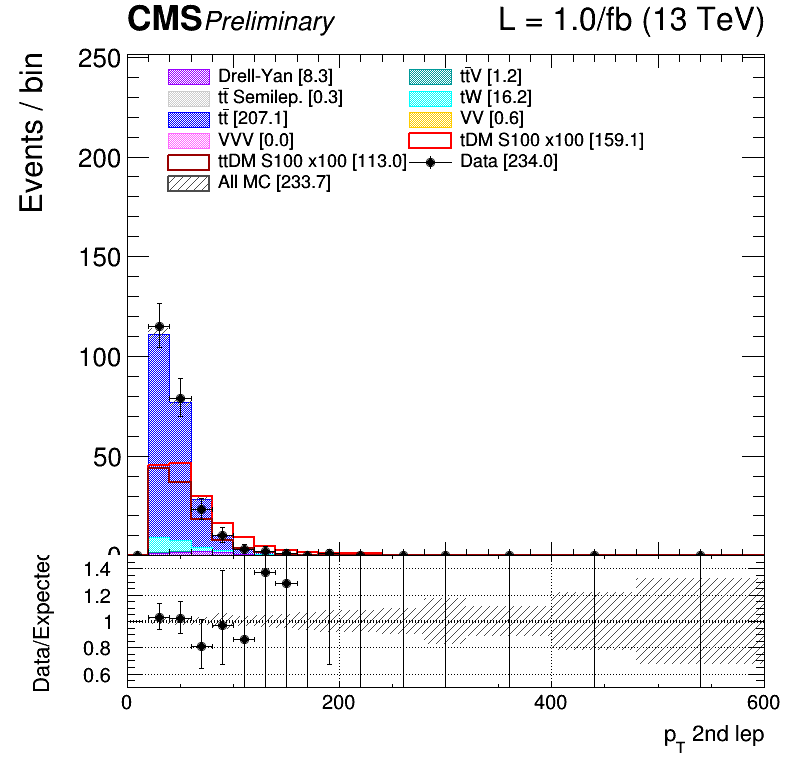 CMS Preliminary L = 1.0/fb (13 TeV)
Events / bin
250
200
150
100
50
0
Drell-Yan [8.3]
tt̄ Semilep. [0.3]
tt̄ [207.1]
VVV [0.0]
ttDM S100 x100 [113.0]
All MC [233.7]
tt̄V [1.2]
tW [16.2]
VV [0.6]
tDM S100 x100 [159.1]
Data [234.0]
Data/Expected
1.4
1.2
1
0.8
0.6
0 200 400 600
p_T 2nd lep